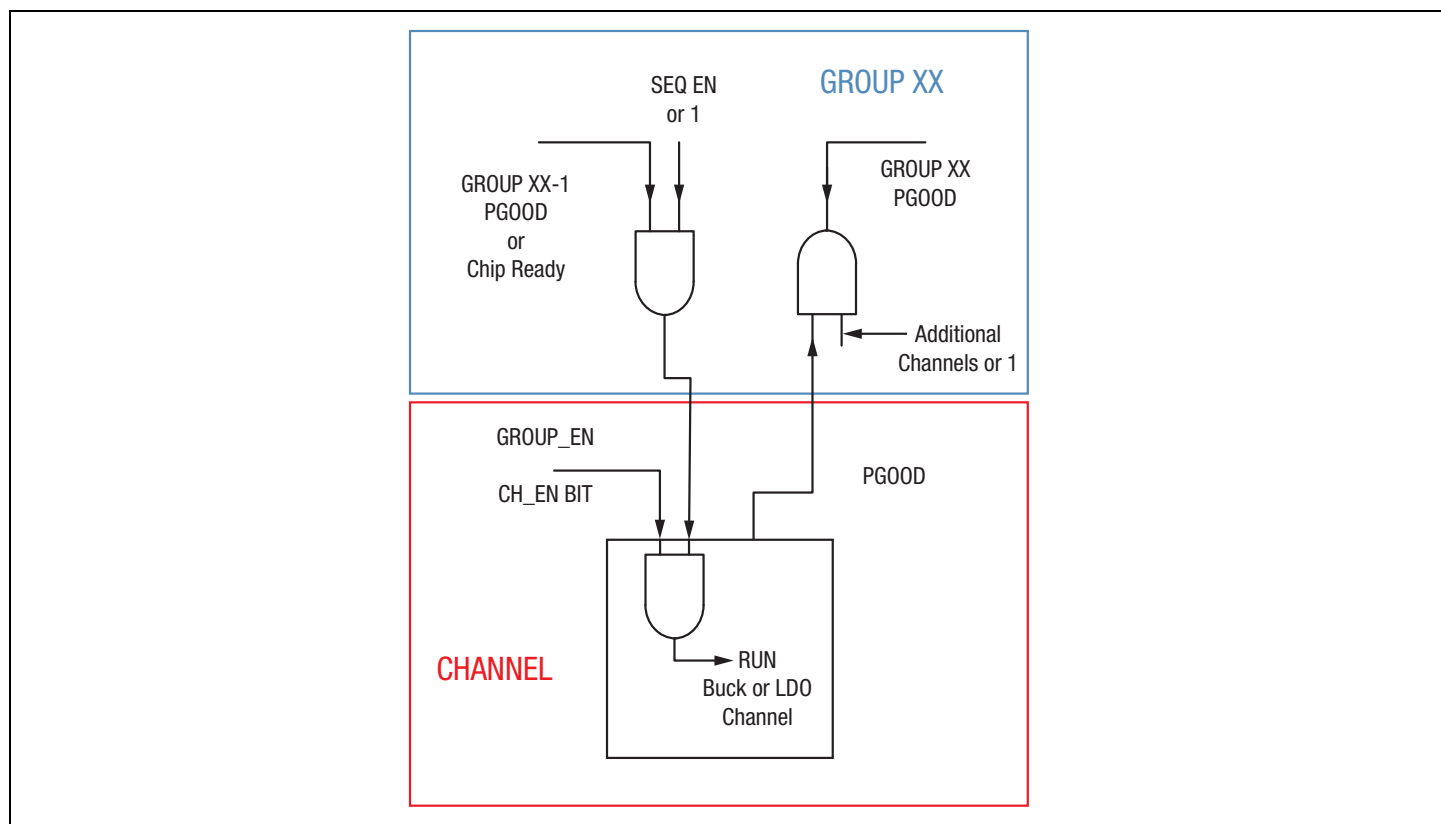 SEQ EN
or 1
GROUP XX
GROUP XX-1
PGOOD
or
Chip Ready
GROUP XX
PGOOD
Additional
Channels or 1
GROUP_EN
CH_EN BIT
PGOOD
CHANNEL
RUN
Buck or LDO
Channel